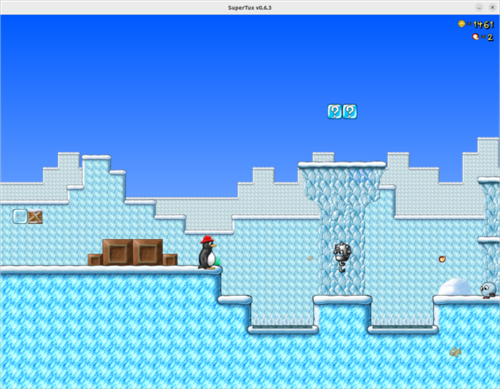 SuperTux v0.6.3
= 1461
= 2
? ?